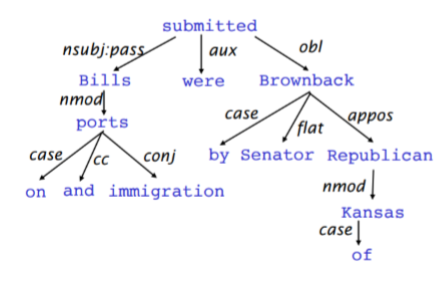 submitted
nsubj:pass aux obl
Bills were Brownback
nmod
ports case flat appos
case cc conj by Senator Republican
on and immigration nmod
Kansas
case
of